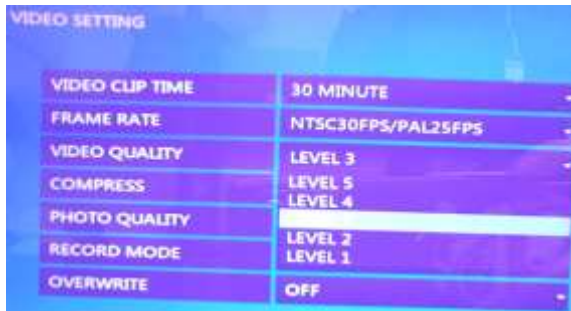 VIDEO SETTING
VIDEO CLIP TIME 30 MINUTE
FRAME RATE NTSC30FPS/PAL25FPS
VIDEO QUALITY LEVEL 3
COMPRESS LEVEL 5
LEVEL 4
PHOTO QUALITY
LEVEL 2
RECORD MODE LEVEL 1
OVERWRITE OFF